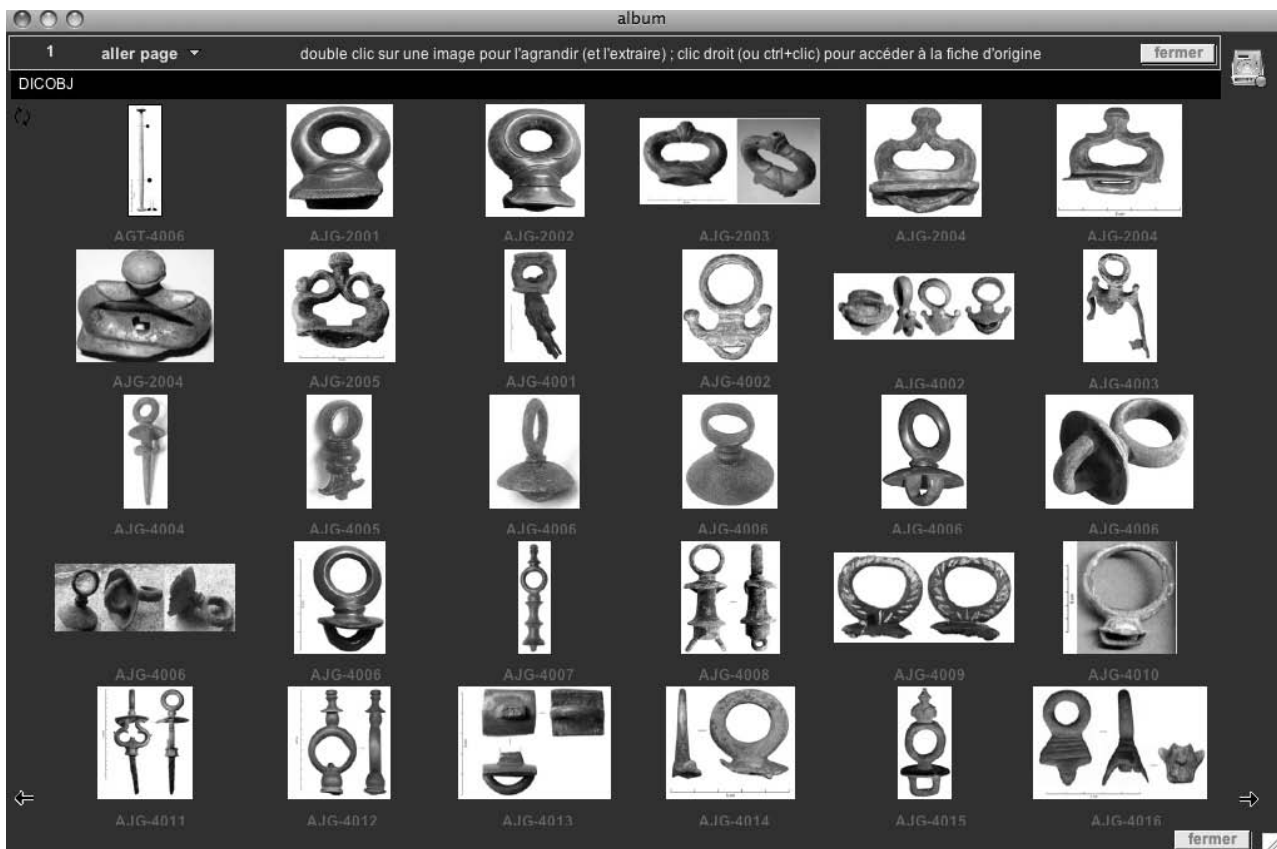 album
1 aller page double clic sur une image pour l'agrandir (et l'extraire) ; clic droit (ou ctrl+clic) pour accéder à la fiche d'origine fermer
DICOBJ
AGT-4006 AJG-2001 AJG-2002 AJG-2003 AJG-2004 AJG-2004
AJG-2004 AJG-2005 AJG-4001 AJG-4002 AJG-4002 AJG-4003
AJG-4004 AJG-4005 AJG-4006 AJG-4006 AJG-4006 AJG-4006
AJG-4006 AJG-4006 AJG-4007 AJG-4008 AJG-4009 AJG-4010
AJG-4011 AJG-4012 AJG-4013 AJG-4014 AJG-4015 AJG-4016
fermer